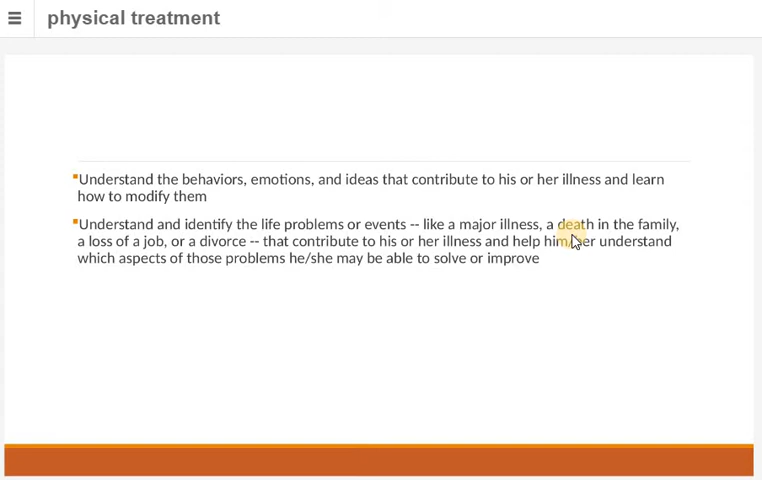 physical treatment
Understand the behaviors, emotions, and ideas that contribute to his or her illness and learn
how to modify them
Understand and identify the life problems or events -- like a major illness, a death in the family,
a loss of a job, or a divorce -- that contribute to his or her illness and help him/her understand
which aspects of those problems he/she may be able to solve or improve